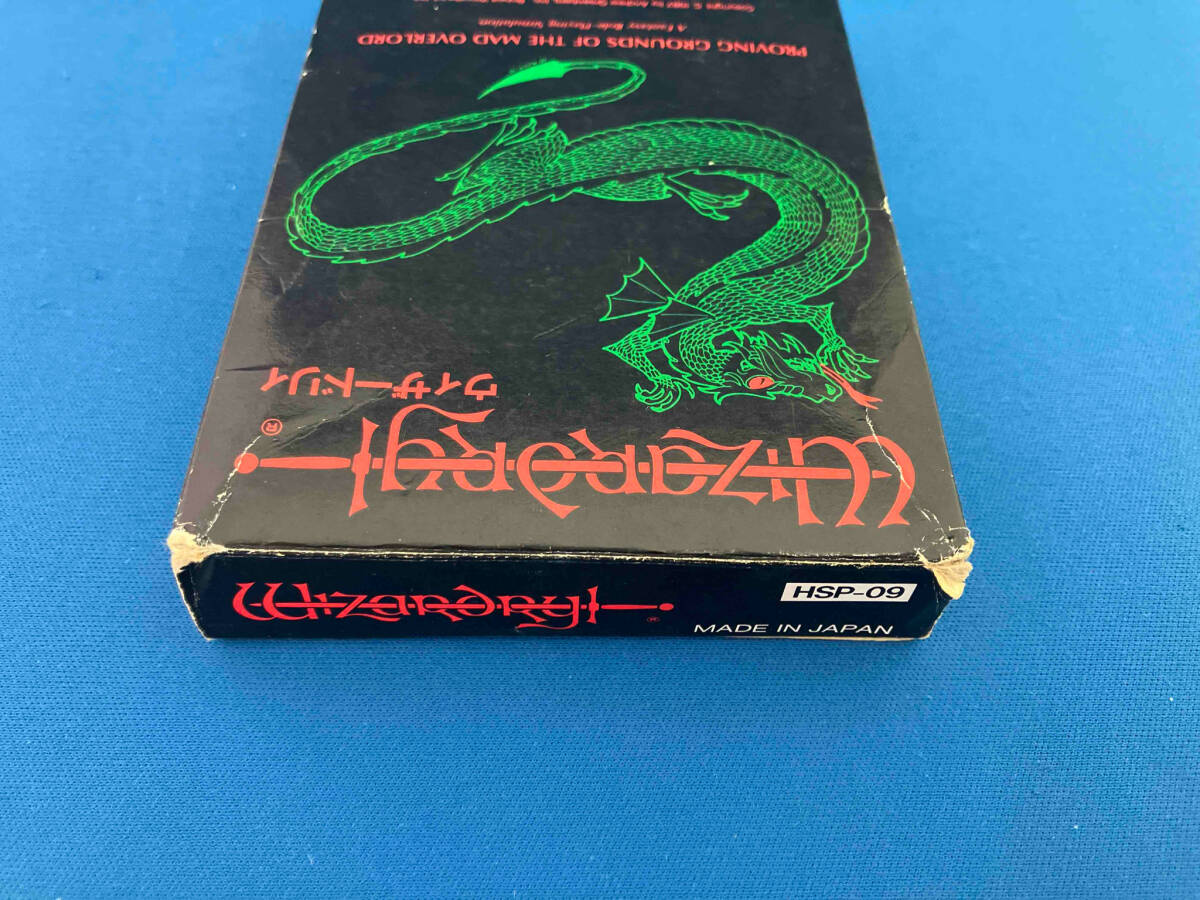 Wizardry®
ウィザードリィ
PROVING GROUNDS OF THE MAD OVERLORD
A Fantasy Role-Playing Simulation
Wizardry®
HSP-09
MADE IN JAPAN